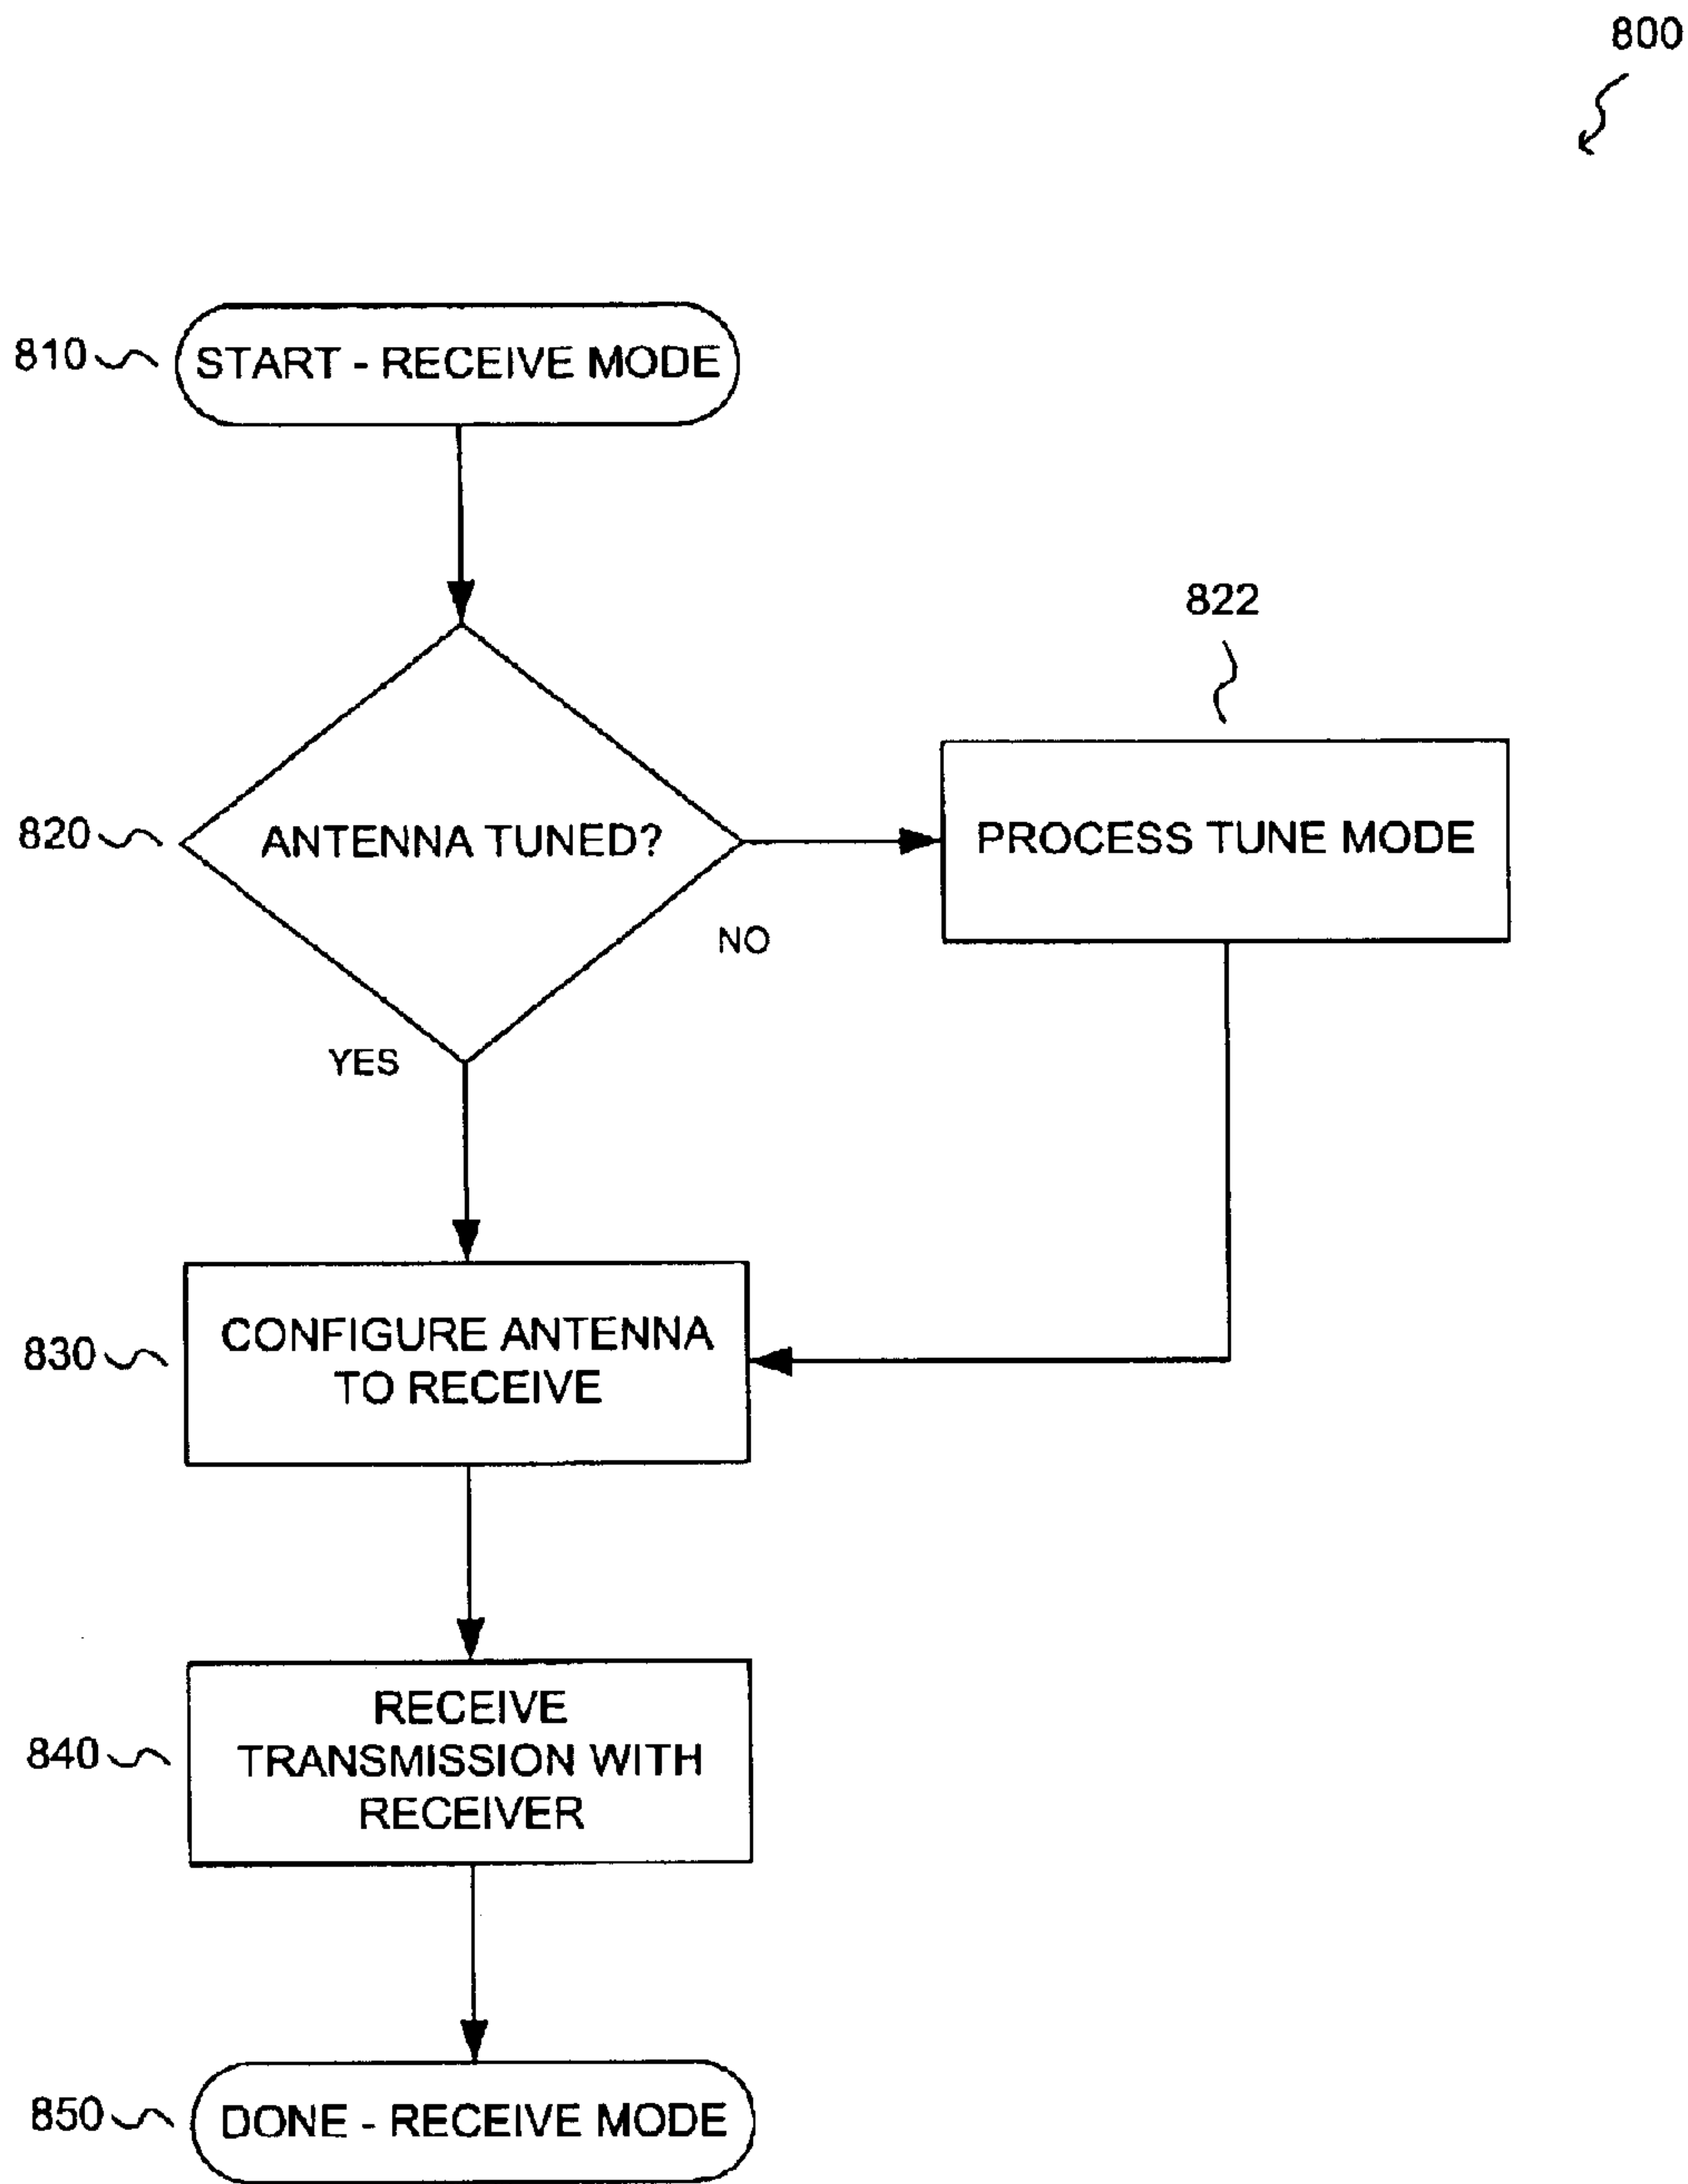 800
810
START - RECEIVE MODE
822
820
ANTENNA TUNED?
PROCESS TUNE MODE
NO
YES
830
CONFIGURE ANTENNA
TO RECEIVE
840
RECEIVE
TRANSMISSION WITH
RECEIVER
850
DONE - RECEIVE MODE